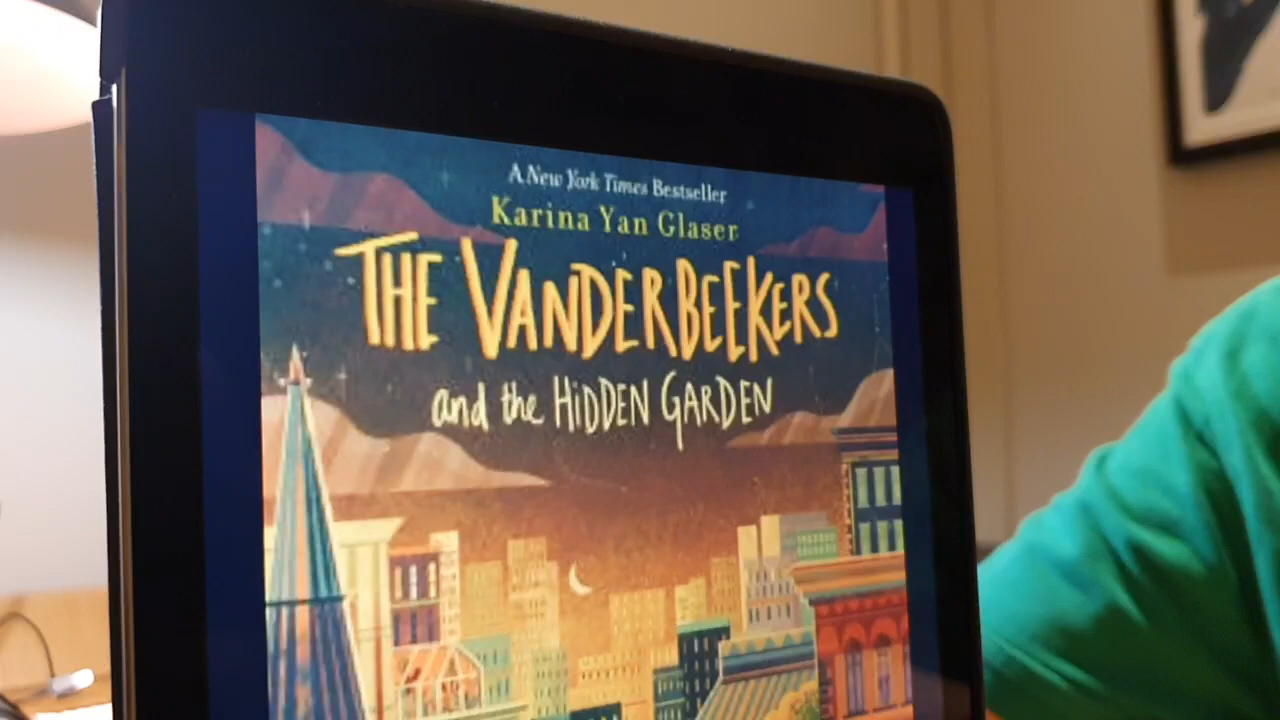 A New York Times Bestseller
Karina Yan Glaser
THE VANDERBEEKERS
and the HiDDEN GARDEN